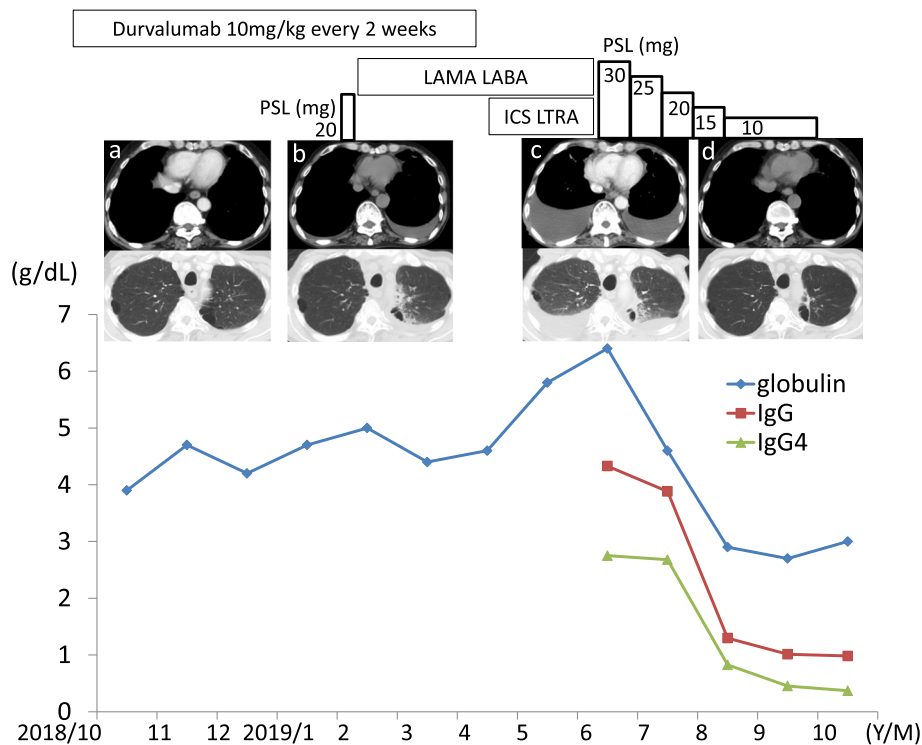 Durvalumab 10mg/kg every 2 weeks
PSL (mg)
LAMA LABA
30
25
20
15
10
PSL (mg)
20
ICS LTRA
a
b
c
d
(g/dL)
7
6
5
4
3
2
1
0
globulin
IgG
IgG4
2018/10 11 12 2019/1 2 3 4 5 6 7 8 9 10 (Y/M)